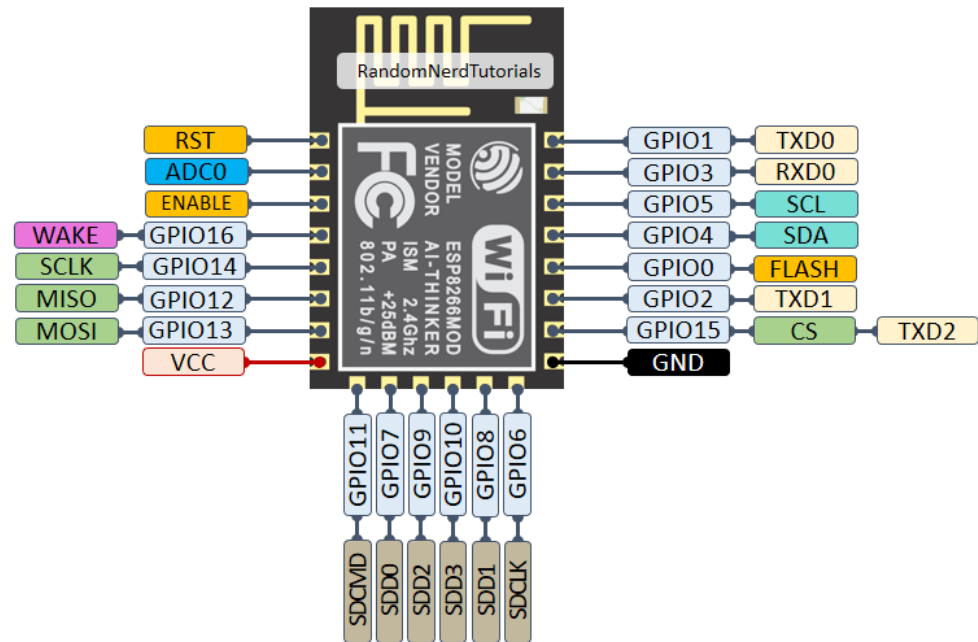 RandomNerdTutorials
RST
ADC0
ENABLE
WAKE GPIO16
SCLK GPIO14
MISO GPIO12
MOSI GPIO13
VCC
MODEL
VENDOR
ESP8266MOD
AI-THINKER
ISM 2.4Ghz
PA +25dBM
802.11b/g/n
FC
Wi Fi
GPIO1 TXD0
GPIO3 RXD0
GPIO5 SCL
GPIO4 SDA
GPIO0 FLASH
GPIO2 TXD1
GPIO15 CS TXD2
GND
GPIO11 SDCMD
GPIO7 SDD0
GPIO9 SDD2
GPIO10 SDD3
GPIO8 SDD1
GPIO6 SDCLK